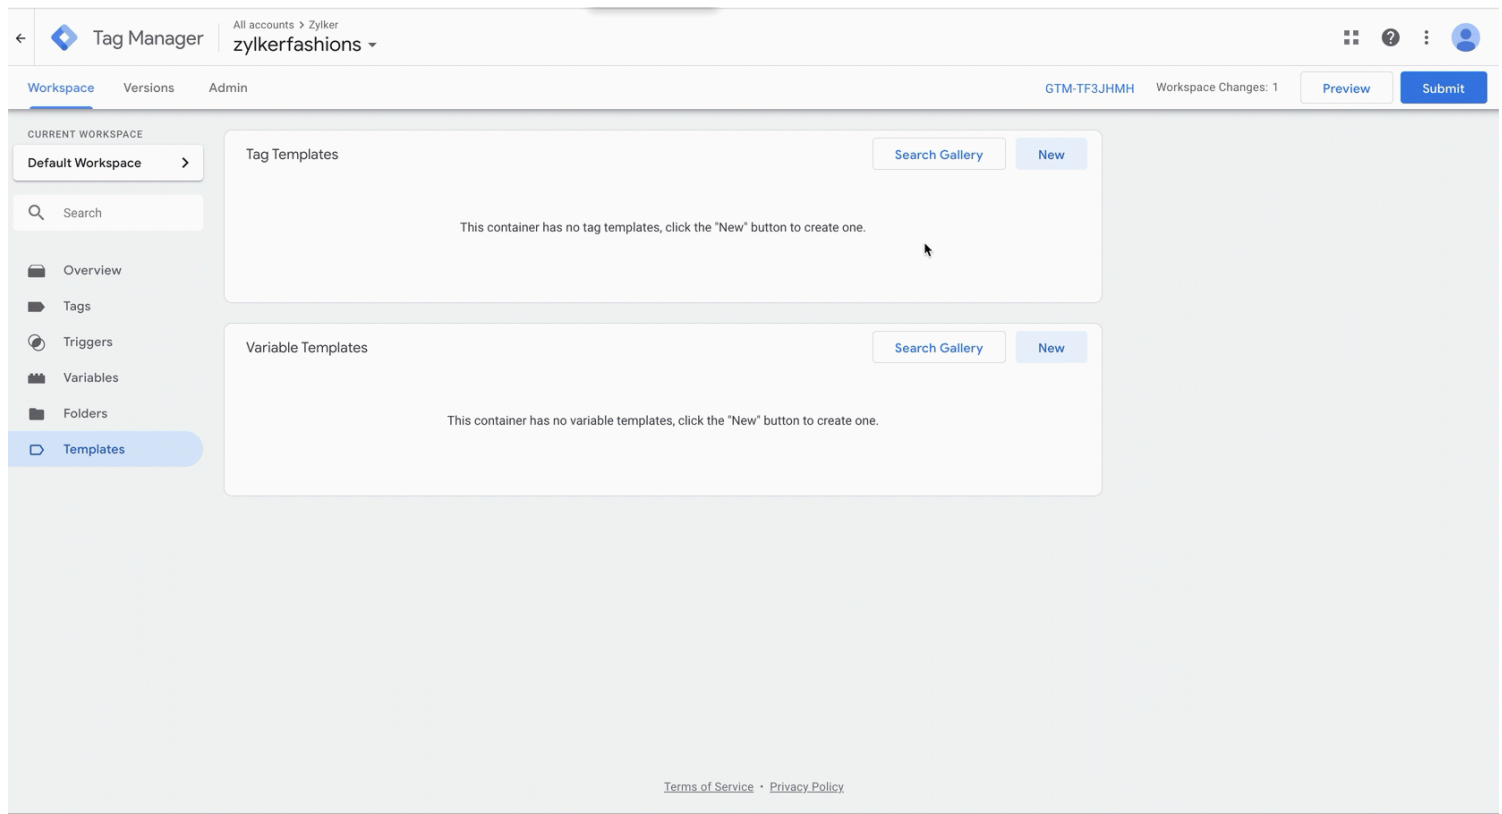 All accounts > Zylker
Tag Manager
zylkerfashions
Workspace Versions Admin GTM-TF3JHMH Workspace Changes: 1 Preview Submit
CURRENT WORKSPACE
Default Workspace
Search
Overview
Tags
Triggers
Variables
Folders
Templates
Tag Templates Search Gallery New
This container has no tag templates, click the "New" button to create one.
Variable Templates Search Gallery New
This container has no variable templates, click the "New" button to create one.
Terms of Service • Privacy Policy